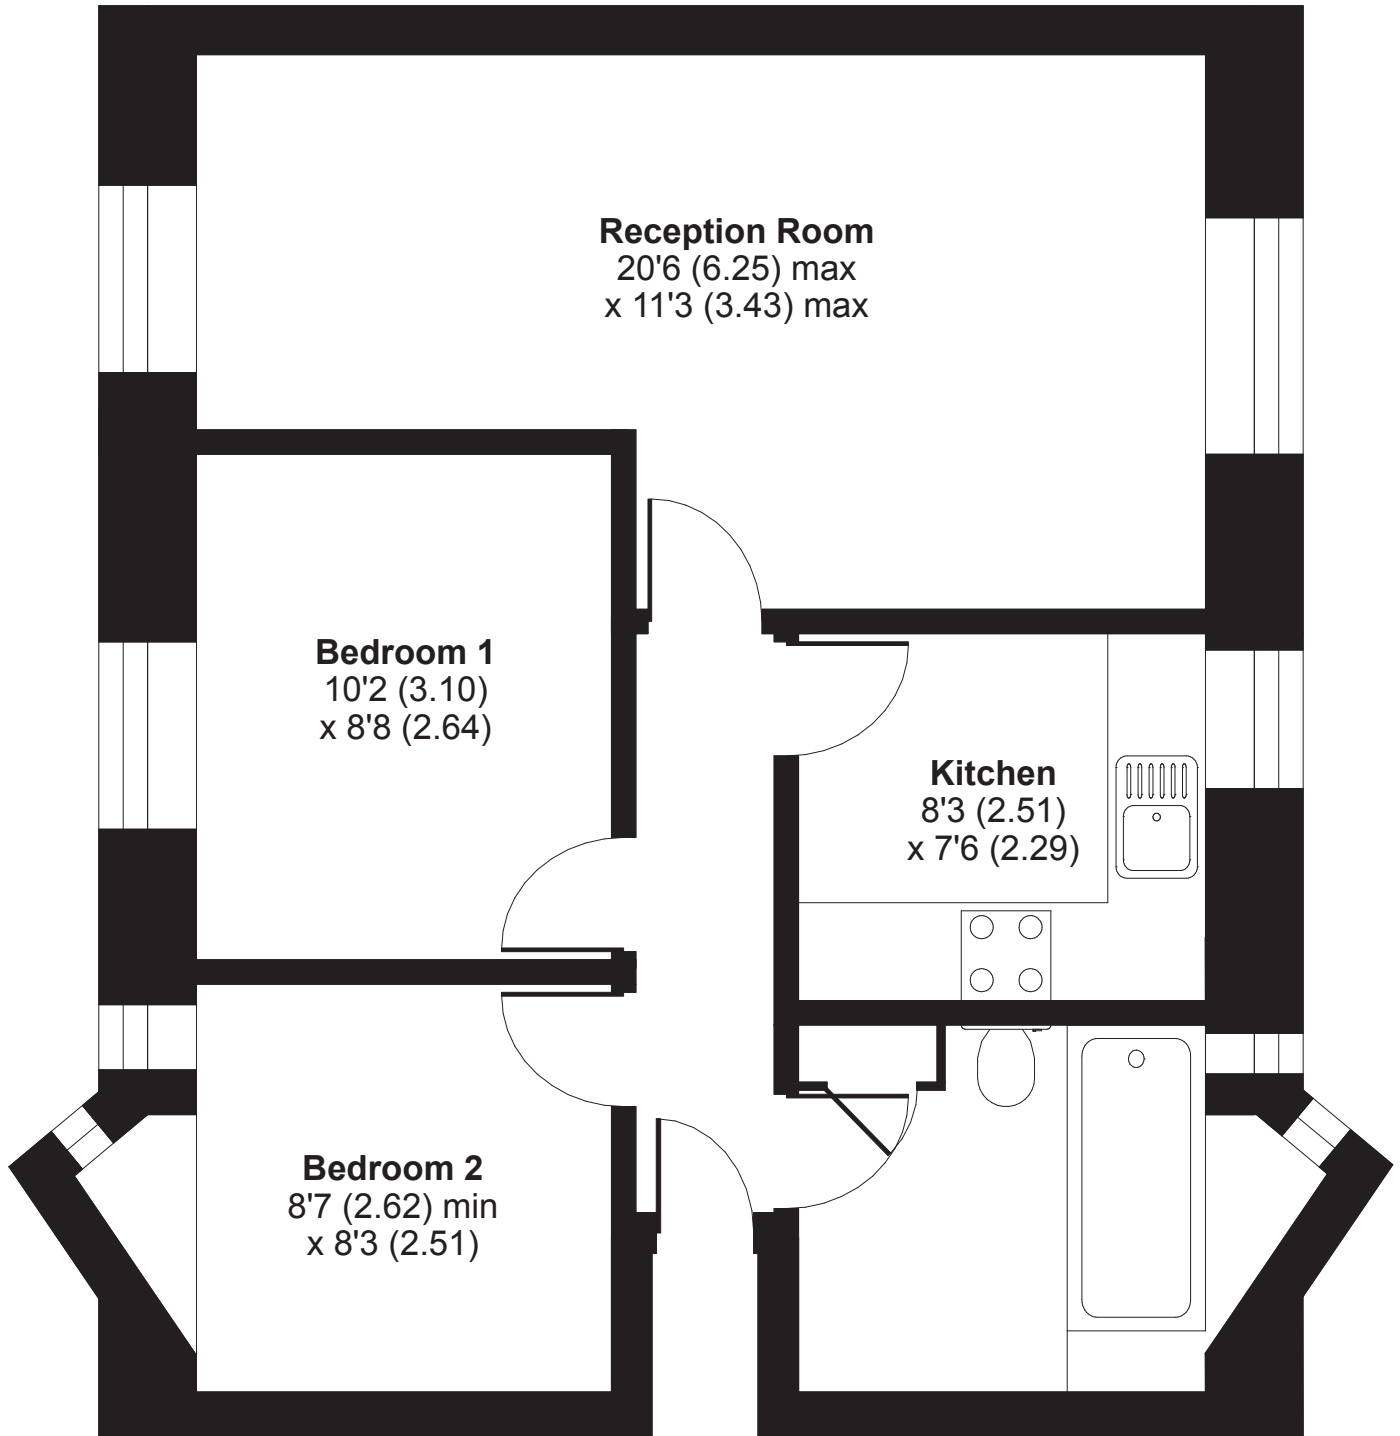 Reception Room
20'6 (6.25) max
x 11'3 (3.43) max
Bedroom 1
10'2 (3.10)
x 8'8 (2.64)
Kitchen
8'3 (2.51)
x 7'6 (2.29)
Bedroom 2
8'7 (2.62) min
x 8'3 (2.51)